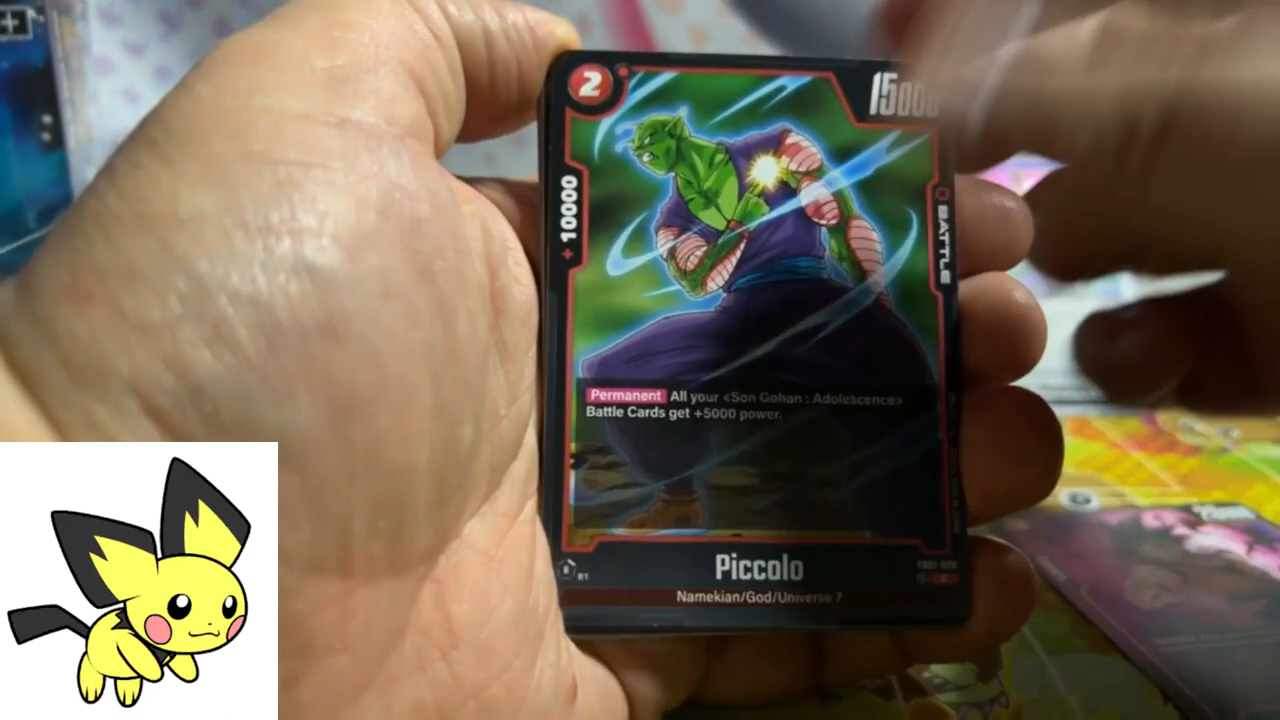 2
15000
+ 10000
BATTLE
Permanent All your <Son Gohan : Adolescence>
Battle Cards get +5000 power.
Piccolo
R1
Namekian/God/Universe 7